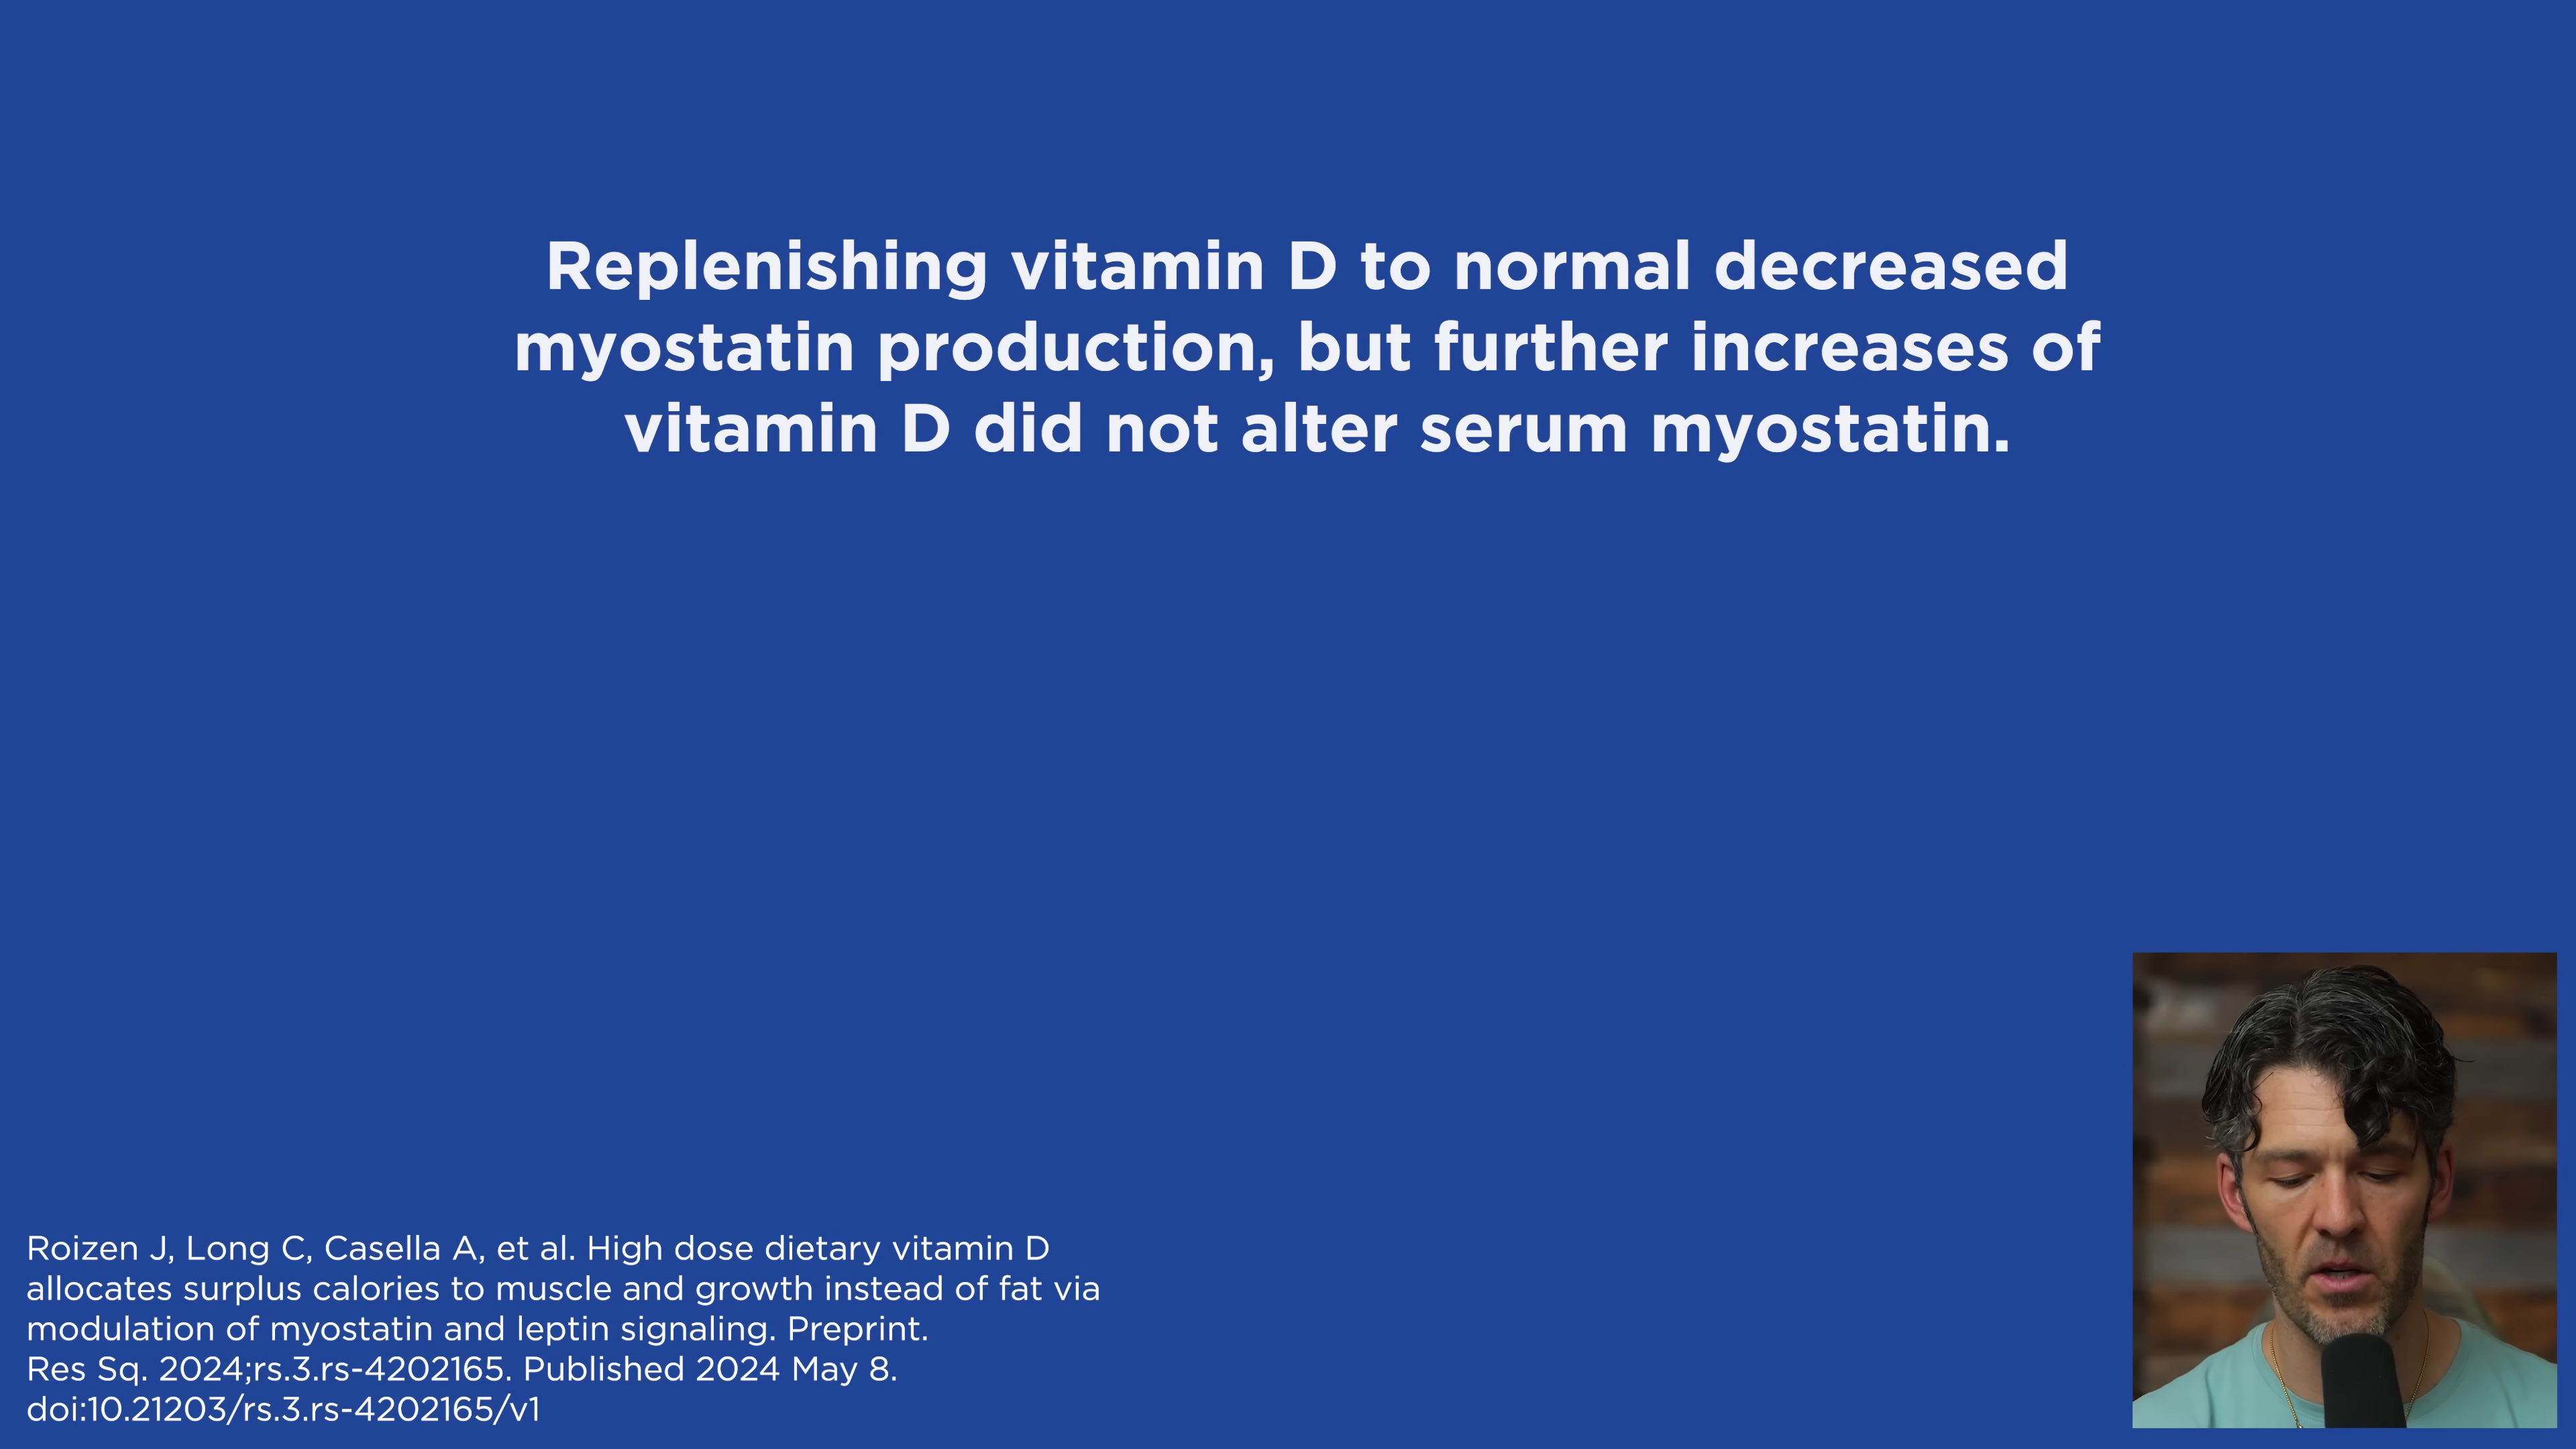 Replenishing vitamin D to normal decreased
myostatin production, but further increases of
vitamin D did not alter serum myostatin.
Roizen J, Long C, Casella A, et al. High dose dietary vitamin D
allocates surplus calories to muscle and growth instead of fat via
modulation of myostatin and leptin signaling. Preprint.
Res Sq. 2024;rs.3.rs-4202165. Published 2024 May 8.
doi:10.21203/rs.3.rs-4202165/v1